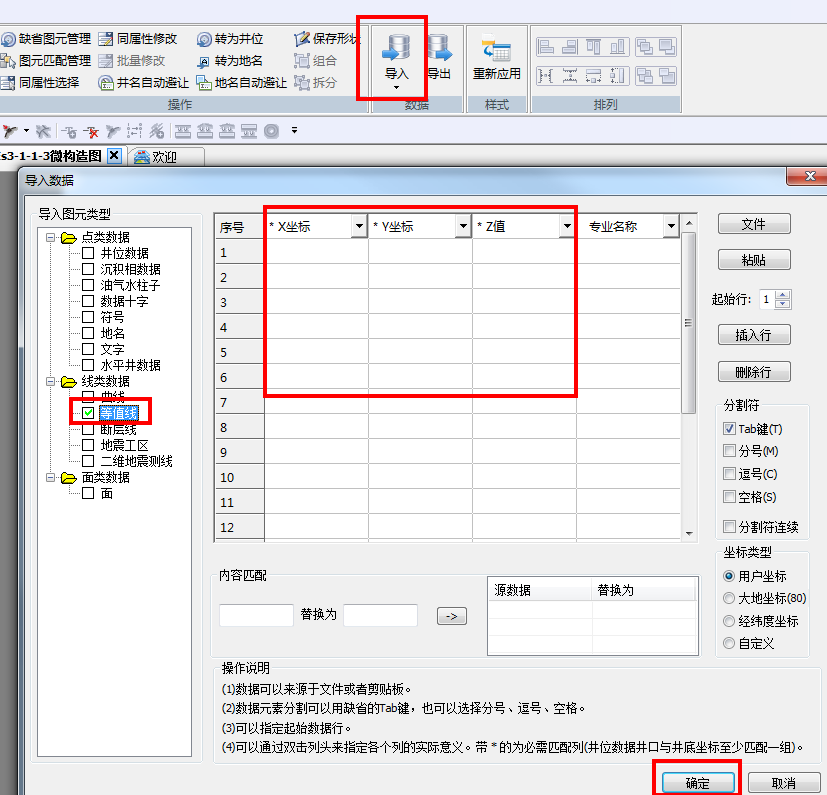 缺省图元管理 同属性修改 转为井位 保存形状
图元匹配管理 批量修改 转为地名 组合
同属性选择 井名自动避让 地名自动避让 拆分
导入 导出 重新应用
操作 数据 样式 排列
s3-1-1-3微构造图 欢迎
导入数据
导入图元类型
点类数据
井位数据
沉积相数据
油气水柱子
数据十字
符号
地名
文字
水平井数据
线类数据
曲线
等值线
断层线
地震工区
二维地震测线
面类数据
面
序号 * X坐标 * Y坐标 * Z值 专业名称
1
2
3
4
5
6
7
8
9
10
11
12
文件
粘贴
起始行: 1
插入行
删除行
分割符
Tab键(T)
分号(M)
逗号(C)
空格(S)
分割符连续
坐标类型
用户坐标
大地坐标(80)
经纬度坐标
自定义
内容匹配
替换为 ->
源数据 替换为
操作说明
(1)数据可以来源于文件或者剪贴板。
(2)数据元素分割可以用缺省的Tab键，也可以选择分号、逗号、空格。
(3)可以指定起始数据行。
(4)可以通过双击列头来指定各个列的实际意义。带 * 的为必需匹配列(井位数据井口与井底坐标至少匹配一组)。
确定 取消